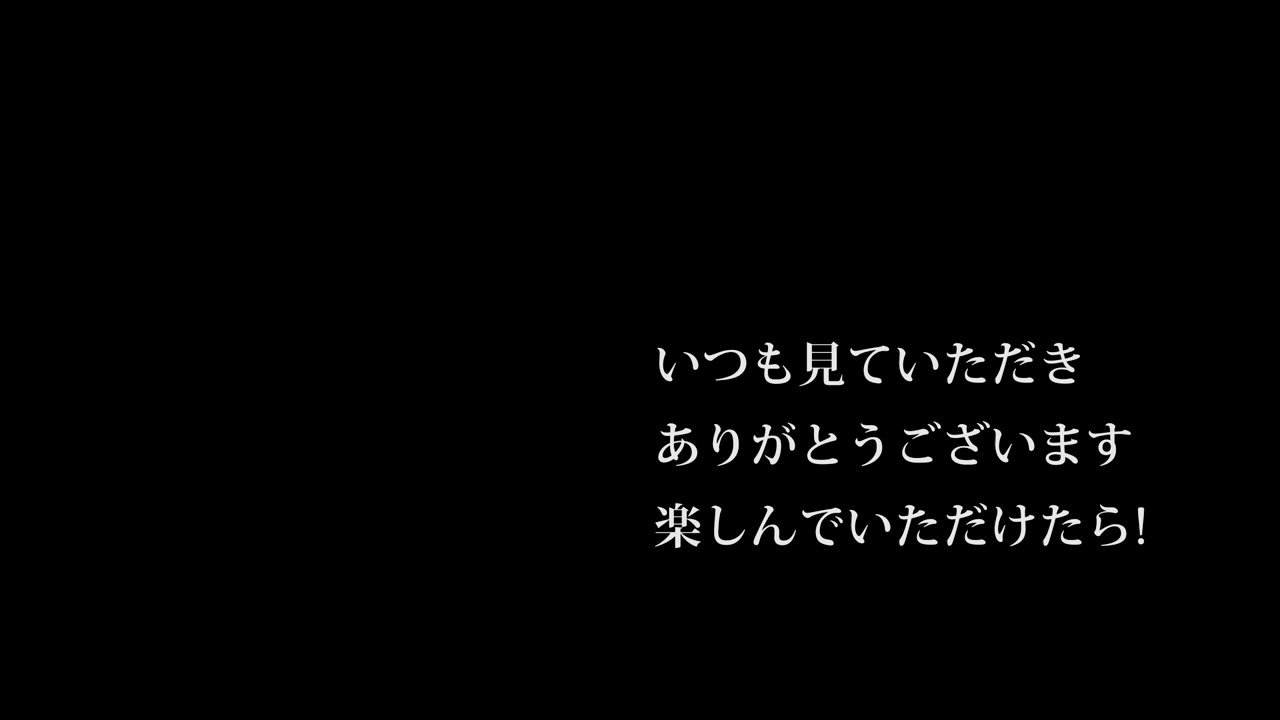 いつも見ていただき
ありがとうございます
楽しんでいただけたら!